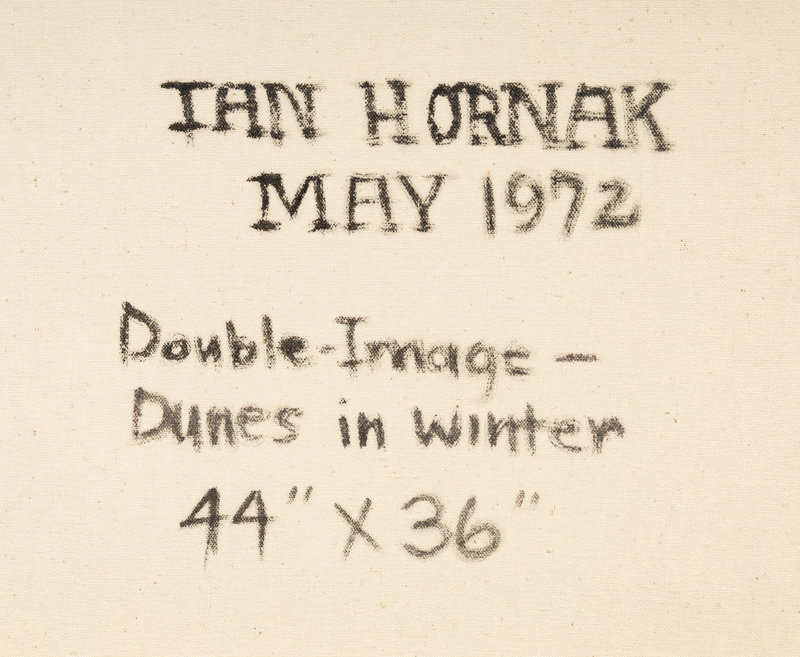 IAN HORNAK
MAY 1972
Double-Image –
Dunes in Winter
44" X 36"